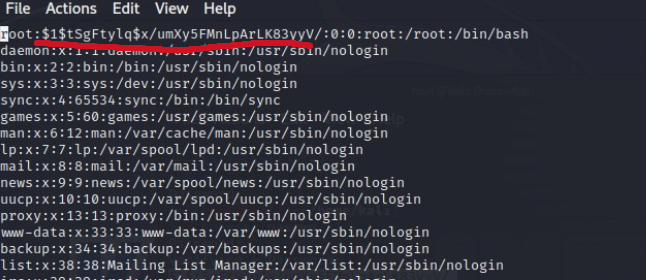 File Actions Edit View Help
root:$1$tSgFtylq$x/umXy5FMnLpArLK83yyV/:0:0:root:/root:/bin/bash
daemon:x:1:1:daemon:/usr/sbin:/usr/sbin/nologin
bin:x:2:2:bin:/bin:/usr/sbin/nologin
sys:x:3:3:sys:/dev:/usr/sbin/nologin
sync:x:4:65534:sync:/bin:/bin/sync
games:x:5:60:games:/usr/games:/usr/sbin/nologin
man:x:6:12:man:/var/cache/man:/usr/sbin/nologin
lp:x:7:7:lp:/var/spool/lpd:/usr/sbin/nologin
mail:x:8:8:mail:/var/mail:/usr/sbin/nologin
news:x:9:9:news:/var/spool/news:/usr/sbin/nologin
uucp:x:10:10:uucp:/var/spool/uucp:/usr/sbin/nologin
proxy:x:13:13:proxy:/bin:/usr/sbin/nologin
www-data:x:33:33:www-data:/var/www:/usr/sbin/nologin
backup:x:34:34:backup:/var/backups:/usr/sbin/nologin
list:x:38:38:Mailing List Manager:/var/list:/usr/sbin/nologin